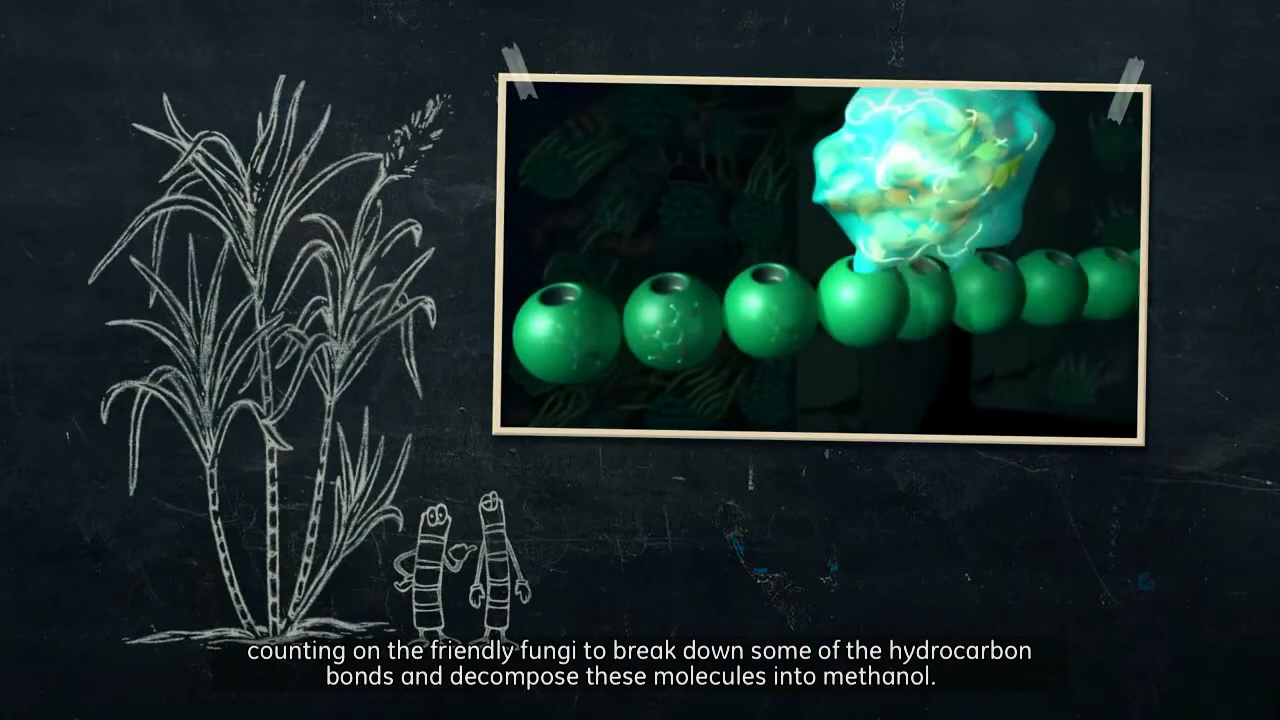 counting on the friendly fungi to break down some of the hydrocarbon
bonds and decompose these molecules into methanol.